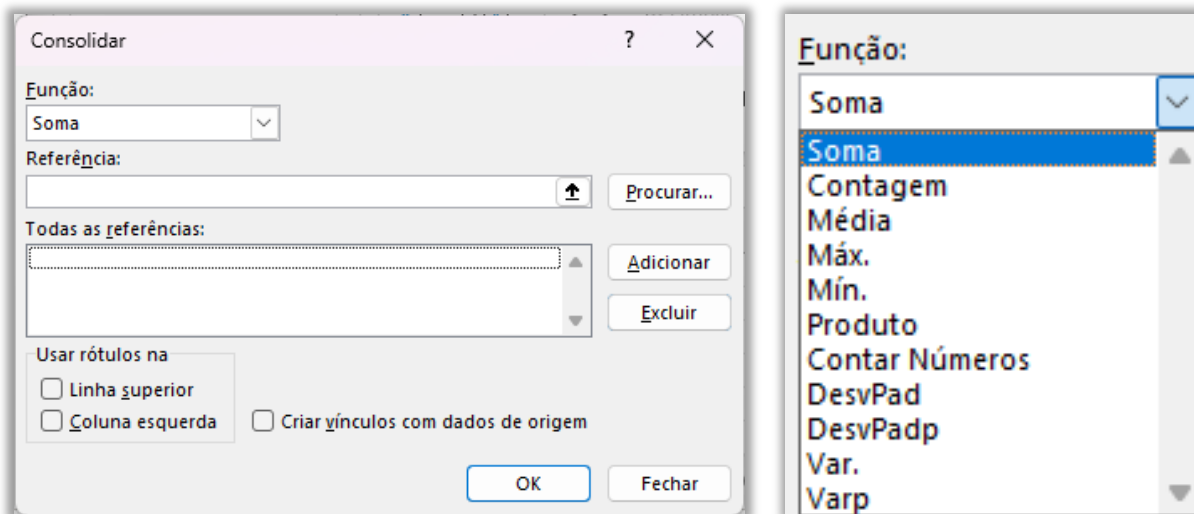 Consolidar
?
Função:
Soma
Referência:
Procurar...
Todas as referências:
Adicionar
Excluir
Usar rótulos na
Linha superior
Coluna esquerda
Criar vínculos com dados de origem
OK
Fechar
Função:
Soma
Soma
Contagem
Média
Máx.
Mín.
Produto
Contar Números
DesvPad
DesvPadp
Var.
Varp